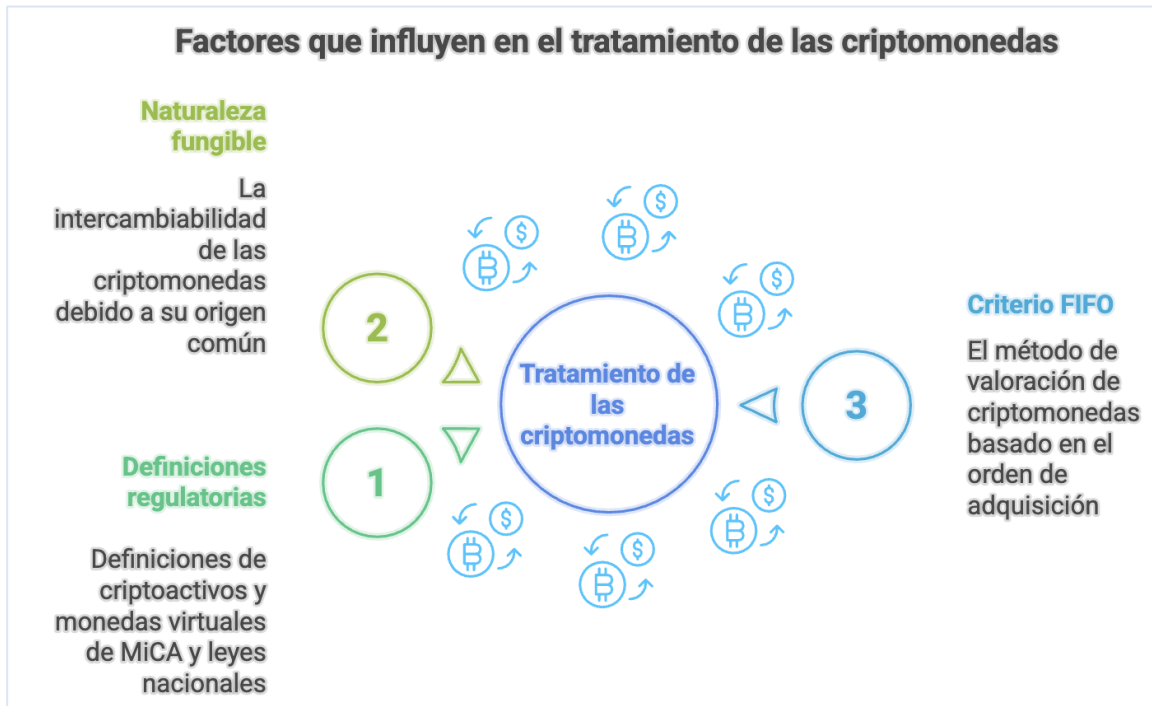 Factores que influyen en el tratamiento de las criptomonedas
Naturaleza
fungible
La
intercambiabilidad
de las
criptomonedas
debido a su origen
común
2
Definiciones
regulatorias
1
Definiciones de
criptoactivos y
monedas virtuales
de MiCA y leyes
nacionales
Tratamiento de
las
criptomonedas
3
Criterio FIFO
El método de
valoración de
criptomonedas
basado en el
orden de
adquisición